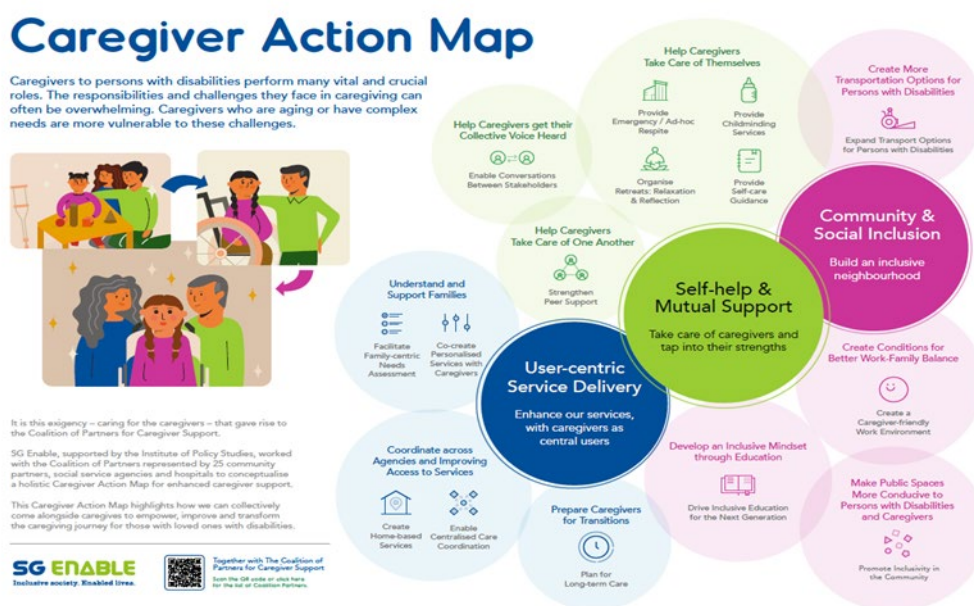 Caregiver Action Map
Caregivers to persons with disabilities perform many vital and crucial
roles. The responsibilities and challenges they face in caregiving can
often be overwhelming. Caregivers who are aging or have complex
needs are more vulnerable to these challenges.
It is this exigency – caring for the caregivers – that gave rise to
the Coalition of Partners for Caregiver Support.
SG Enable, supported by the Institute of Policy Studies, worked
with the Coalition of Partners represented by 25 community
partners, social service agencies and hospitals to conceptualise
a holistic Caregiver Action Map for enhanced caregiver support.
This Caregiver Action Map highlights how we can collectively
come alongside caregivers to empower, improve and transform
the caregiving journey for those with loved ones with disabilities.
SG ENABLE
Inclusive society. Enabled lives.
Together with The Coalition of
Partners for Caregiver Support
Scan the QR code or click here
for the list of Coalition Partners.
Help Caregivers
Take Care of Themselves
Provide
Emergency / Ad-hoc
Respite
Provide
Childminding
Services
Organise
Retreats: Relaxation
& Reflection
Provide
Self-care
Guidance
Help Caregivers get their
Collective Voice Heard
Enable Conversations
Between Stakeholders
Help Caregivers
Take Care of One Another
Strengthen
Peer Support
Self-help &
Mutual Support
Take care of caregivers and
tap into their strengths
Create More
Transportation Options for
Persons with Disabilities
Expand Transport Options
for Persons with Disabilities
Community &
Social Inclusion
Build an inclusive
neighbourhood
Create Conditions for
Better Work-Family Balance
Create a
Caregiver-friendly
Work Environment
Develop an Inclusive Mindset
through Education
Drive Inclusive Education
for the Next Generation
Make Public Spaces
More Conducive to
Persons with Disabilities
and Caregivers
Promote Inclusivity in
the Community
Understand and
Support Families
Facilitate
Family-centric
Needs
Assessment
Co-create
Personalised
Services with
Caregivers
User-centric
Service Delivery
Enhance our services,
with caregivers as
central users
Coordinate across
Agencies and Improving
Access to Services
Create
Home-based
Services
Enable
Centralised Care
Coordination
Prepare Caregivers
for Transitions
Plan for
Long-term Care